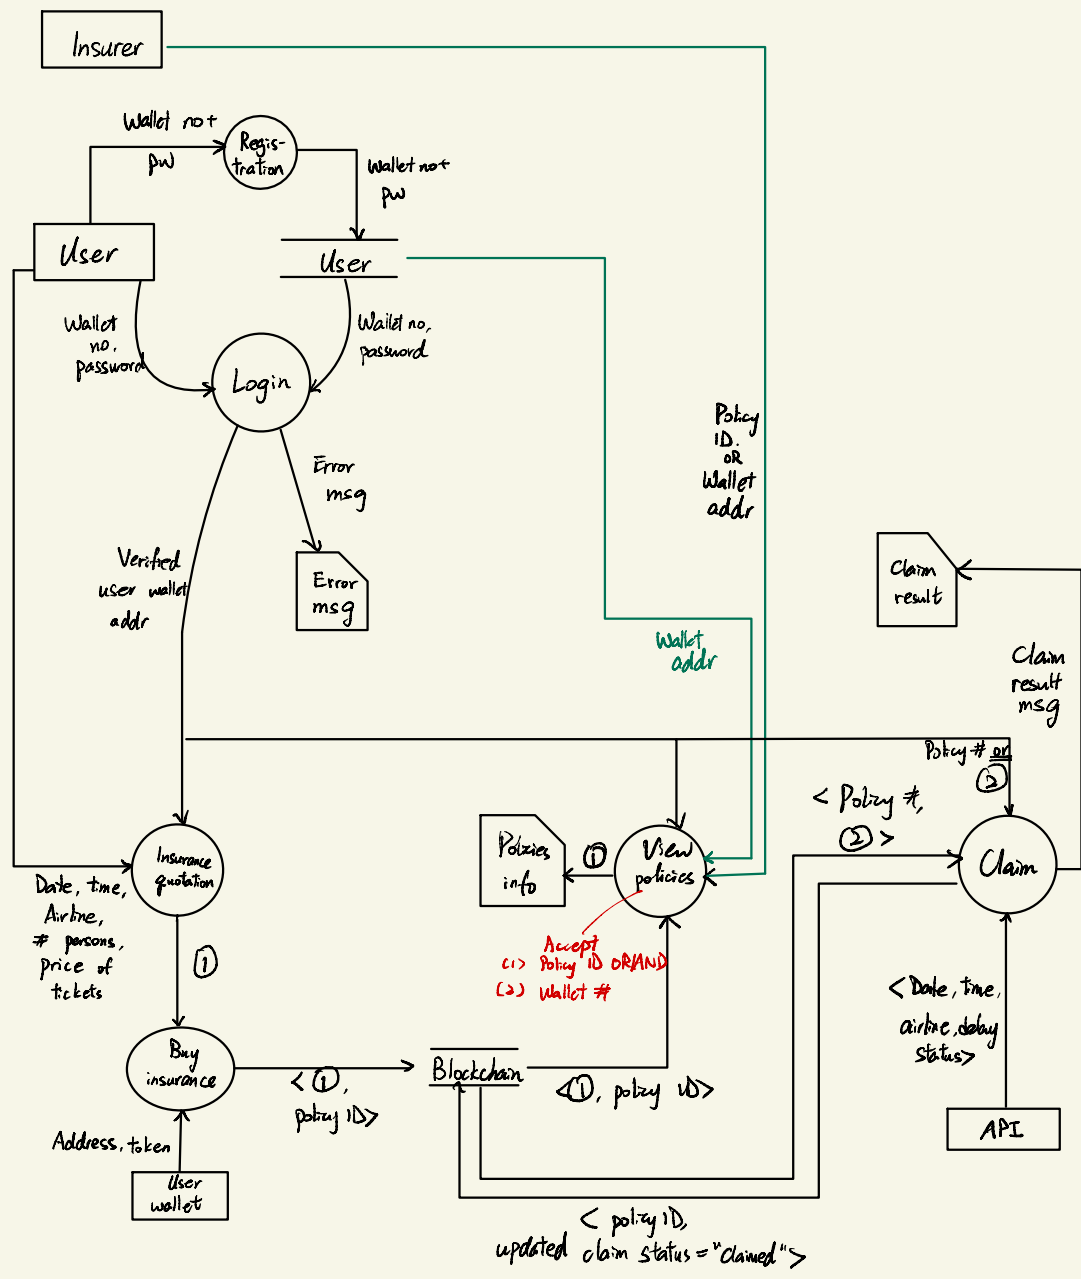 Insurer
Wallet no+
pw
Regis-
tration
Wallet no+
pw
User
User
Wallet
no,
password
Wallet no,
password
Login
Error
msg
Policy
ID.
OR
Wallet
addr
Verified
user wallet
addr
Error
msg
Claim
result
Wallet
addr
Claim
result
msg
Policy # or
②
< Policy #,
② >
Insurance
quotation
Policies
info
①
View
policies
Claim
Date, time,
Airline,
# persons,
price of
tickets
①
Accept
(1) Policy ID OR/AND
(2) Wallet #
<Date, time,
airline, delay
status>
Buy
insurance
<①,
policy ID>
Blockchain
<①, policy ID>
API
Address, token
User
wallet
< policy ID,
updated claim status = "Claimed">